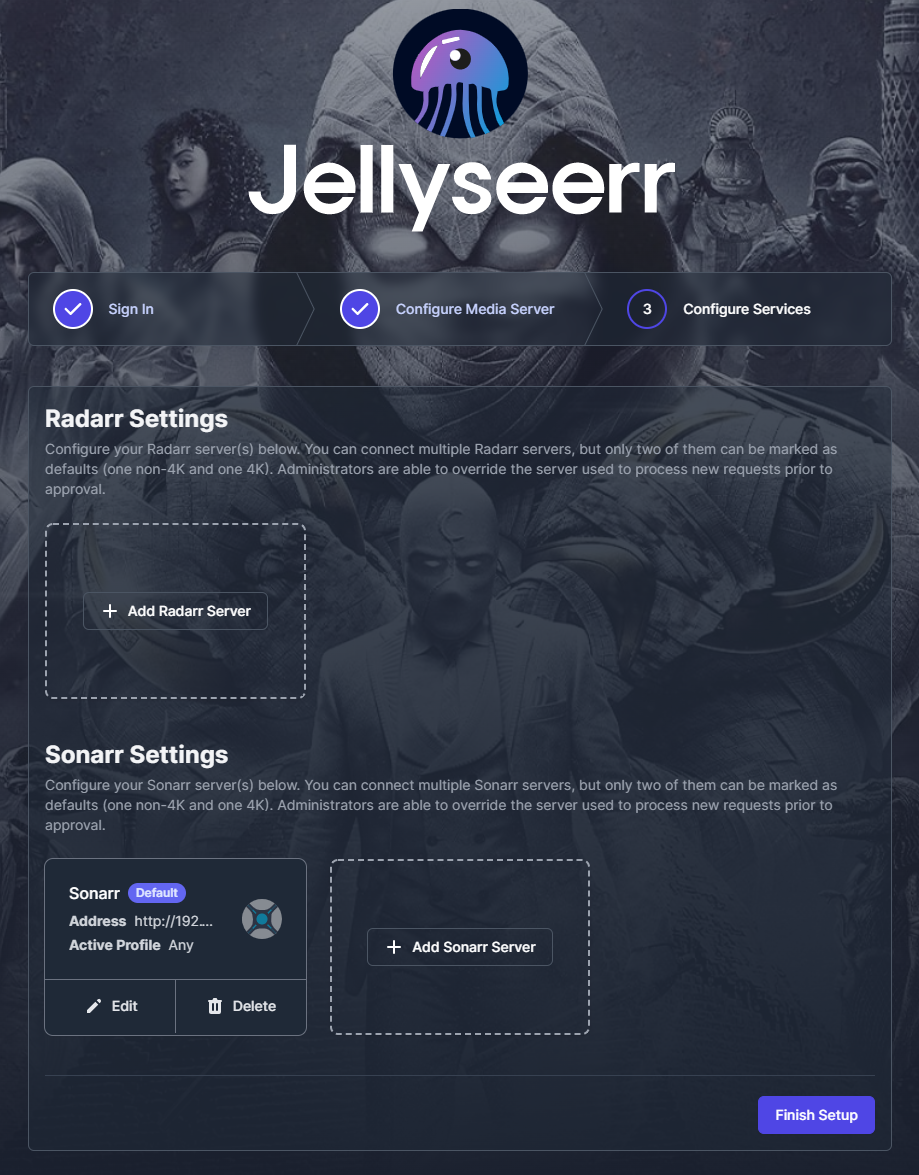 Jellyseerr
Sign In
Configure Media Server
3
Configure Services
Radarr Settings
Configure your Radarr server(s) below. You can connect multiple Radarr servers, but only two of them can be marked as
defaults (one non-4K and one 4K). Administrators are able to override the server used to process new requests prior to
approval.
Add Radarr Server
Sonarr Settings
Configure your Sonarr server(s) below. You can connect multiple Sonarr servers, but only two of them can be marked as
defaults (one non-4K and one 4K). Administrators are able to override the server used to process new requests prior to
approval.
Sonarr Default
Address http://192....
Active Profile Any
Edit
Delete
Add Sonarr Server
Finish Setup